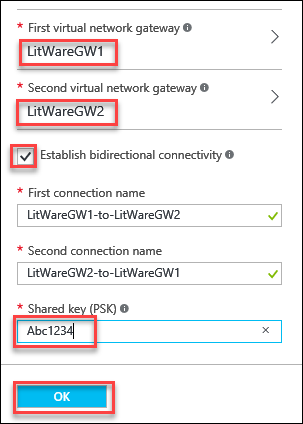 * First virtual network gateway
LitWareGW1
* Second virtual network gateway
LitWareGW2
Establish bidirectional connectivity
* First connection name
LitWareGW1-to-LitWareGW2
* Second connection name
LitWareGW2-to-LitWareGW1
* Shared key (PSK)
Abc1234
OK